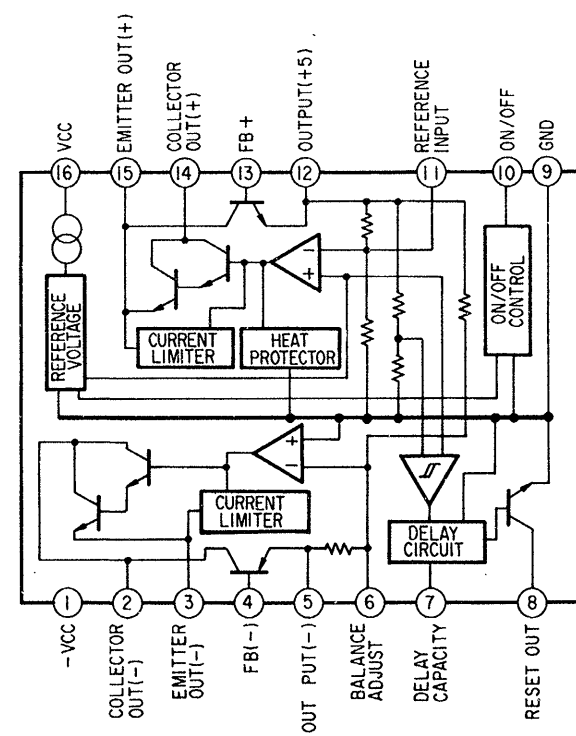 VCC
EMITTER OUT(+)
COLLECTOR
OUT(+)
FB+
OUTPUT(+5)
REFERENCE
INPUT
ON/OFF
GND
16
15
14
13
12
11
10
9
REFERENCE
VOLTAGE
CURRENT
LIMITER
HEAT
PROTECTOR
ON/OFF
CONTROL
-
+
+
-
CURRENT
LIMITER
DELAY
CIRCUIT
1
2
3
4
5
6
7
8
-VCC
COLLECTOR
OUT(-)
EMITTER
OUT(-)
FB(-)
OUT PUT(-)
BALANCE
ADJUST
DELAY
CAPACITY
RESET OUT